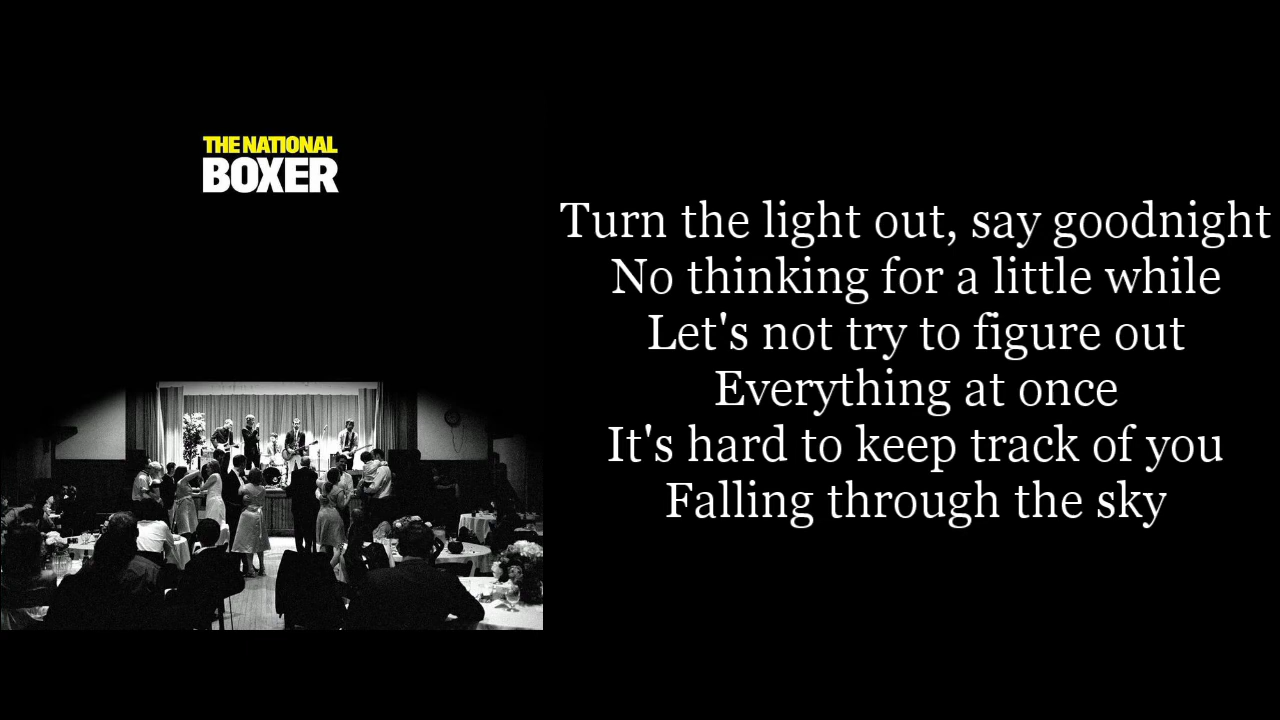 THE NATIONAL
BOXER
Turn the light out, say goodnight
No thinking for a little while
Let's not try to figure out
Everything at once
It's hard to keep track of you
Falling through the sky